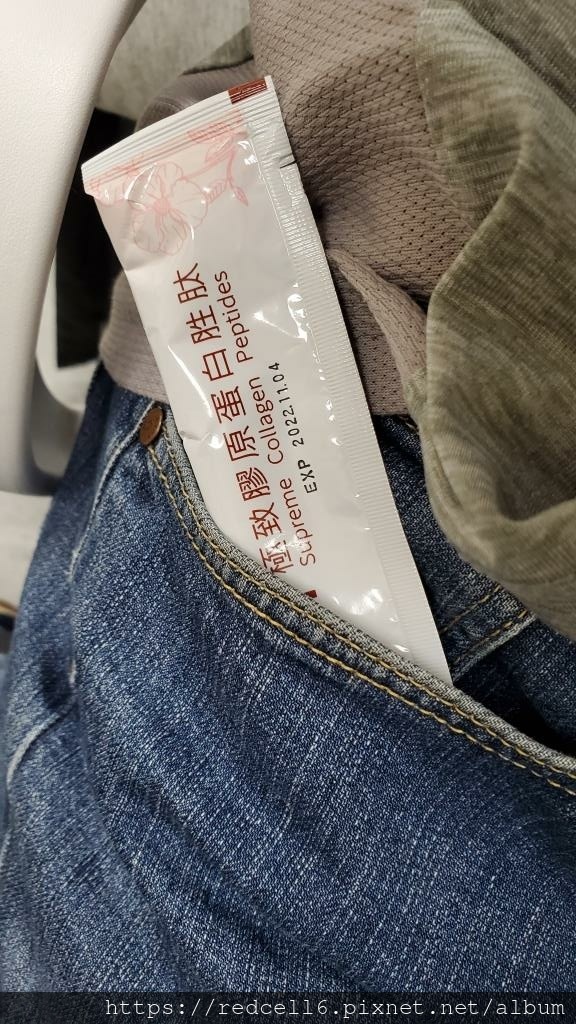 極致膠原蛋白胜肽
Supreme Collagen Peptides
EXP 2022.11.04
https://redcell6.pixnet.net/album